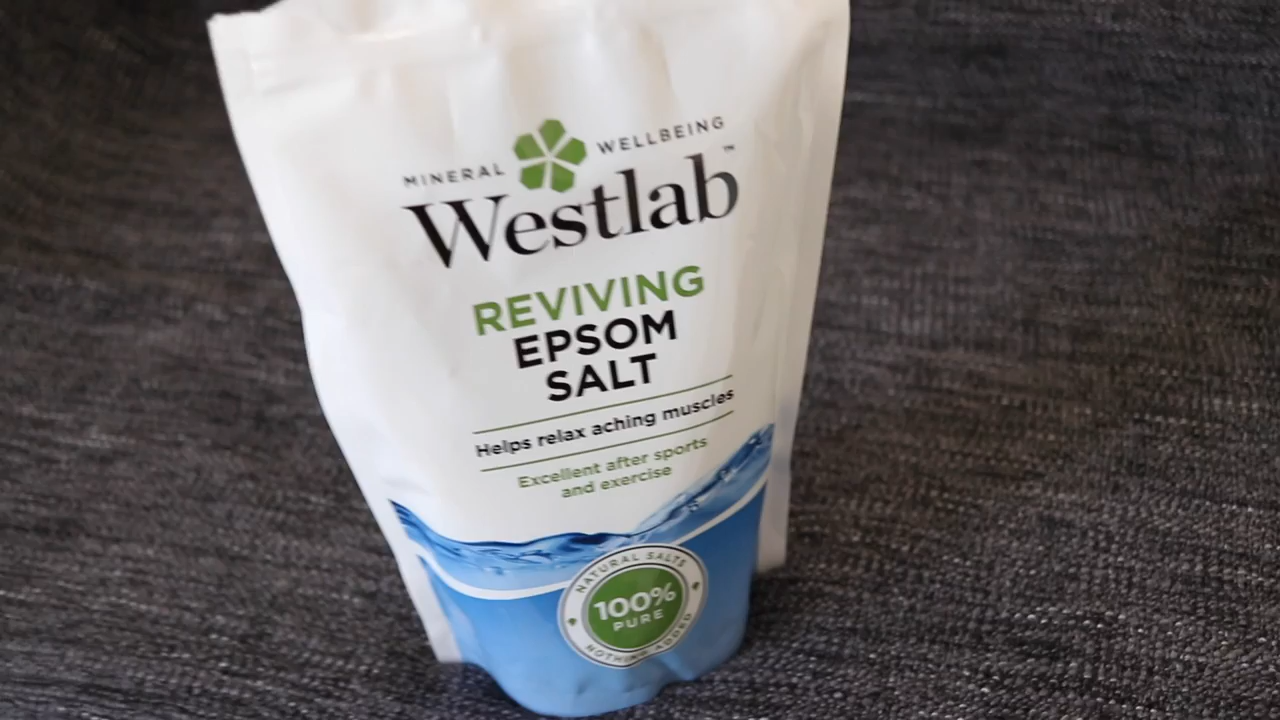 MINERAL WELLBEING
Westlab™
REVIVING
EPSOM
SALT
Helps relax aching muscles
Excellent after sports
and exercise
NATURAL SALTS
100%
PURE
NOTHING ADDED